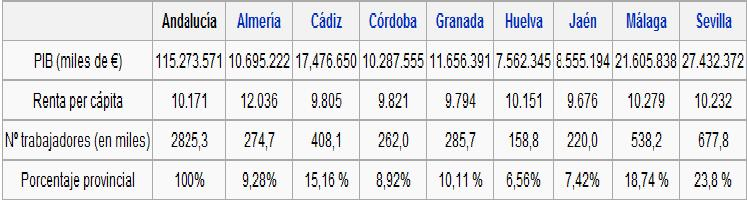 Andalucía Almería Cádiz Córdoba Granada Huelva Jaén Málaga Sevilla
PIB (miles de €) 115.273.571 10.695.222 17,476.650 10.287.555 11.656.391 7.562.345 8.555.194 21.605.838 27.432.372
Renta per cápita 10.171 12.036 9.805 9.821 9.794 10.151 9.676 10.279 10.232
Nº trabajadores (en miles) 2825,3 274,7 408,1 262,0 285,7 158,8 220,0 538,2 677,8
Porcentaje provincial 100% 9,28% 15,16 % 8,92% 10,11 % 6,56% 7,42% 18,74 % 23,8 %